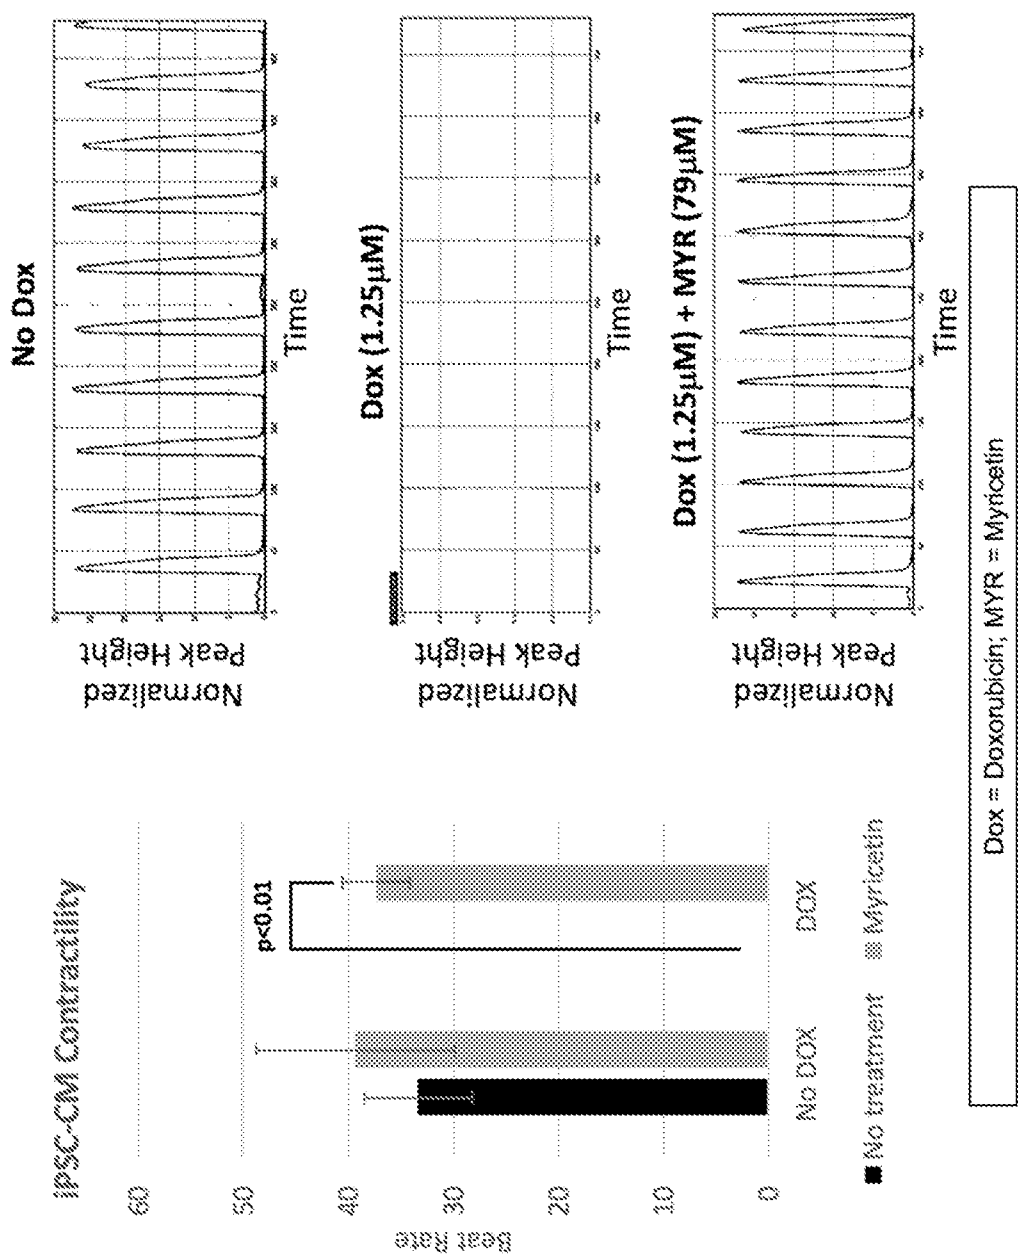 iPSC-CM Contractility
60
50
40
30
20
10
0
Beat Rate
p<0.01
No DOX
DOX
No treatment
Myricetin
No Dox
Normalized
Peak Height
Time
Dox (1.25µM)
Normalized
Peak Height
Time
Dox (1.25µM) + MYR (79µM)
Normalized
Peak Height
Time
Dox = Doxorubicin; MYR = Myricetin